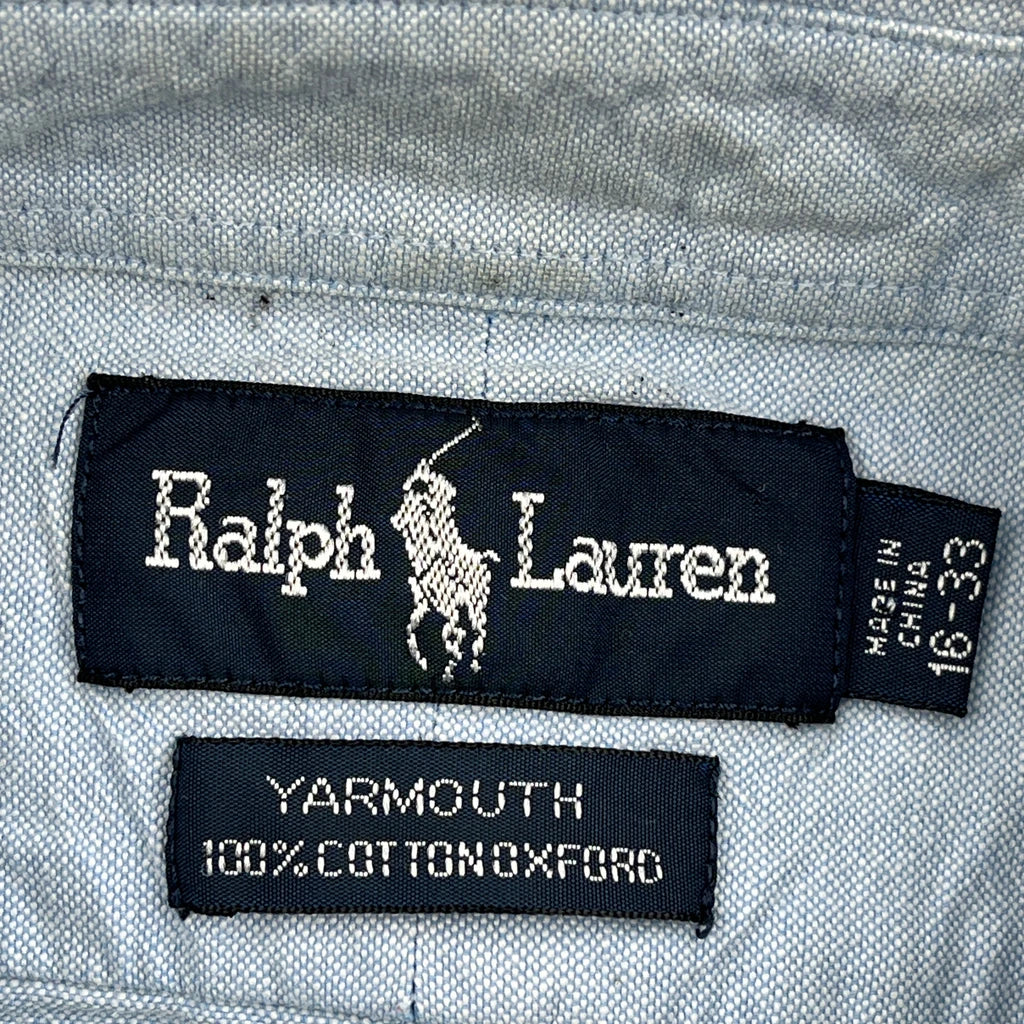 Ralph Lauren
MADE IN
CHINA
16-33
YARMOUTH
100% COTTON OXFORD